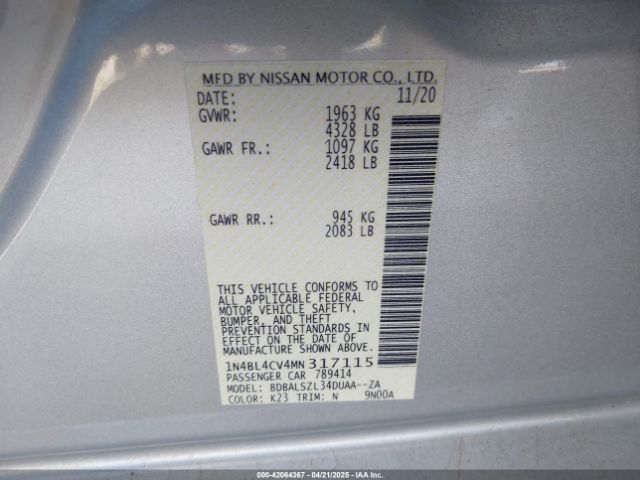 MFD BY NISSAN MOTOR CO., LTD.
DATE: 11/20
GVWR: 1963 KG
4328 LB
GAWR FR.: 1097 KG
2418 LB
GAWR RR.: 945 KG
2083 LB
THIS VEHICLE CONFORMS TO
ALL APPLICABLE FEDERAL
MOTOR VEHICLE SAFETY,
BUMPER, AND THEFT
PREVENTION STANDARDS IN
EFFECT ON THE DATE OF
MANUFACTURE SHOWN ABOVE.
1N4BL4CV4MN317115
PASSENGER CAR 789414
MODEL: BDBALSZL34DUAA--ZA
COLOR: K23 TRIM: N 9N00A
000-42064367 - 04/21/2025 - IAAI.COM